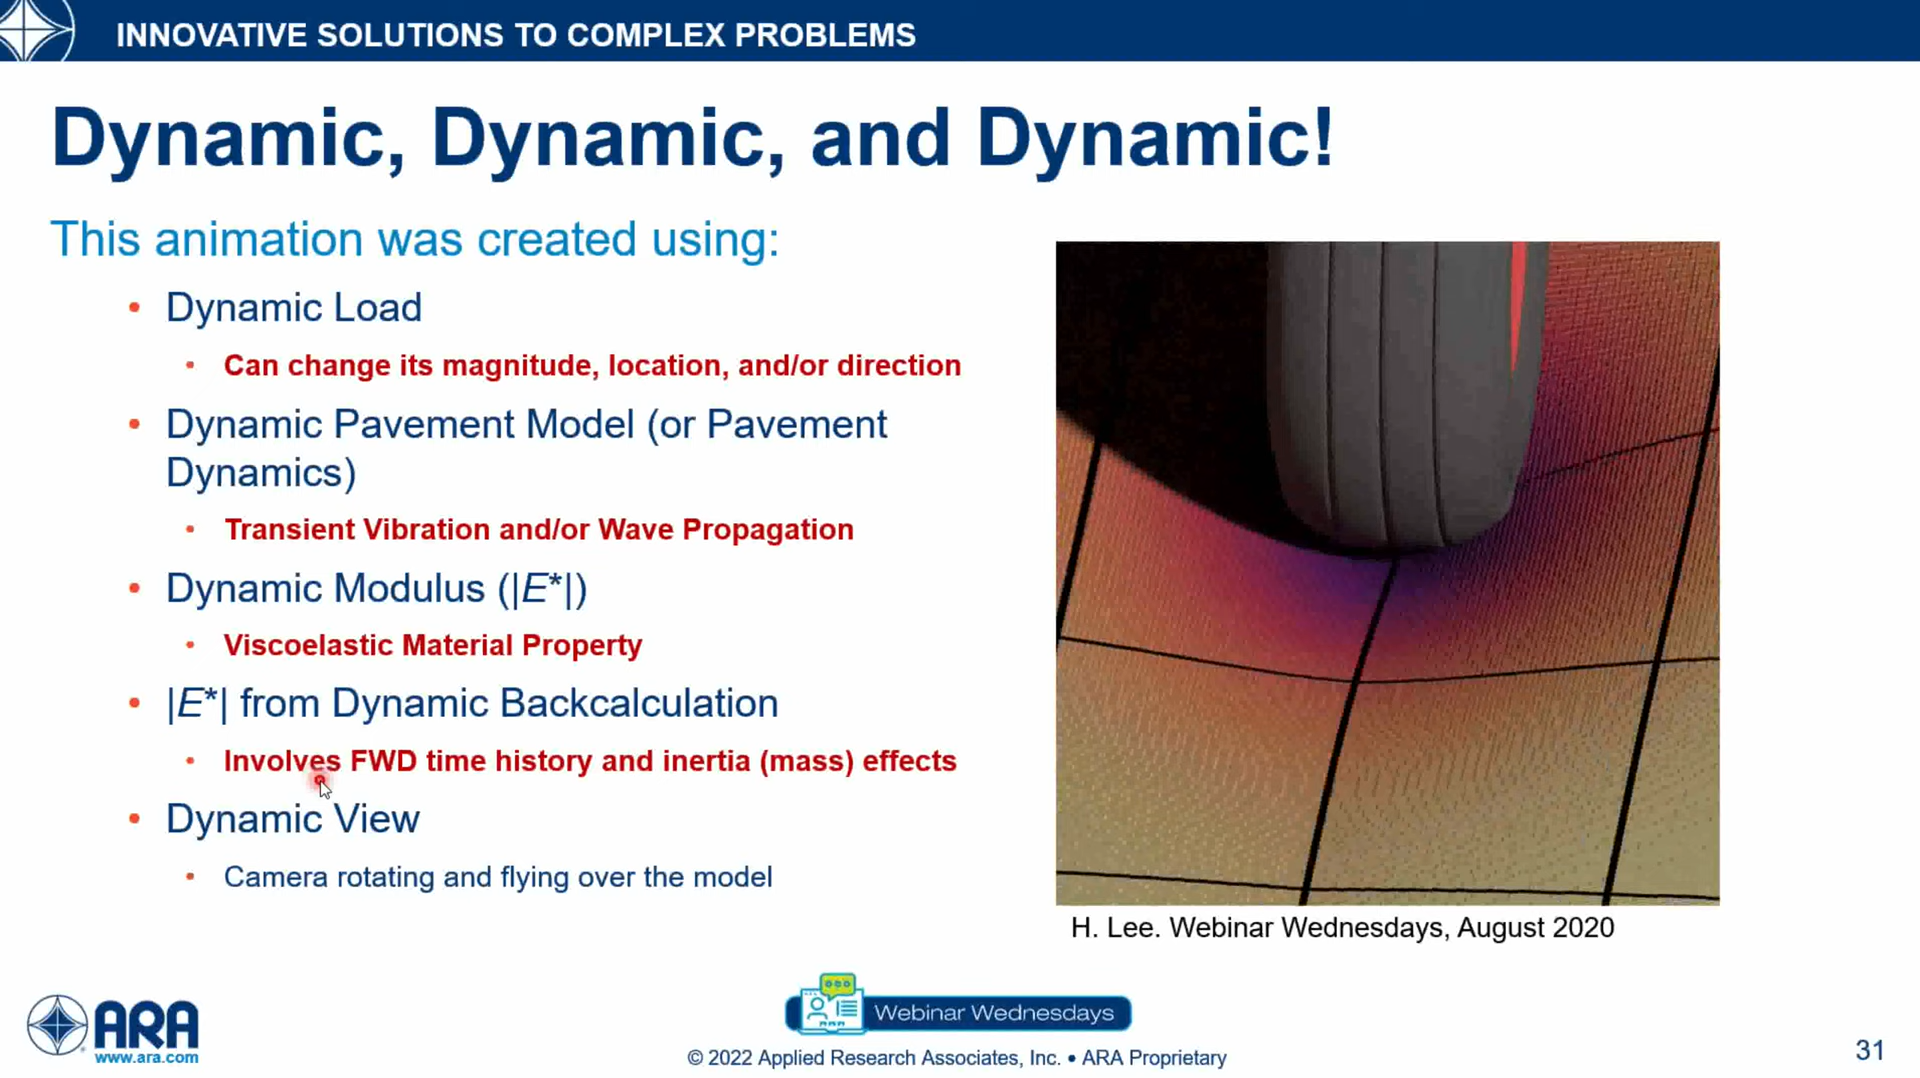 INNOVATIVE SOLUTIONS TO COMPLEX PROBLEMS
Dynamic, Dynamic, and Dynamic!
This animation was created using:
• Dynamic Load
• Can change its magnitude, location, and/or direction
• Dynamic Pavement Model (or Pavement
Dynamics)
• Transient Vibration and/or Wave Propagation
• Dynamic Modulus (|E*|)
• Viscoelastic Material Property
• |E*| from Dynamic Backcalculation
• Involves FWD time history and inertia (mass) effects
• Dynamic View
• Camera rotating and flying over the model
H. Lee. Webinar Wednesdays, August 2020
ARA
www.ara.com
ARA
Webinar Wednesdays
© 2022 Applied Research Associates, Inc. • ARA Proprietary
31